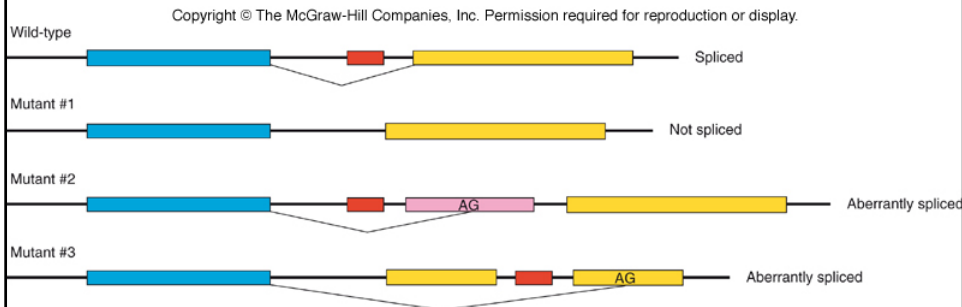 Copyright © The McGraw-Hill Companies, Inc. Permission required for reproduction or display.
Wild-type
Spliced
Mutant #1
Not spliced
Mutant #2
AG
Aberrantly spliced
Mutant #3
AG
Aberrantly spliced